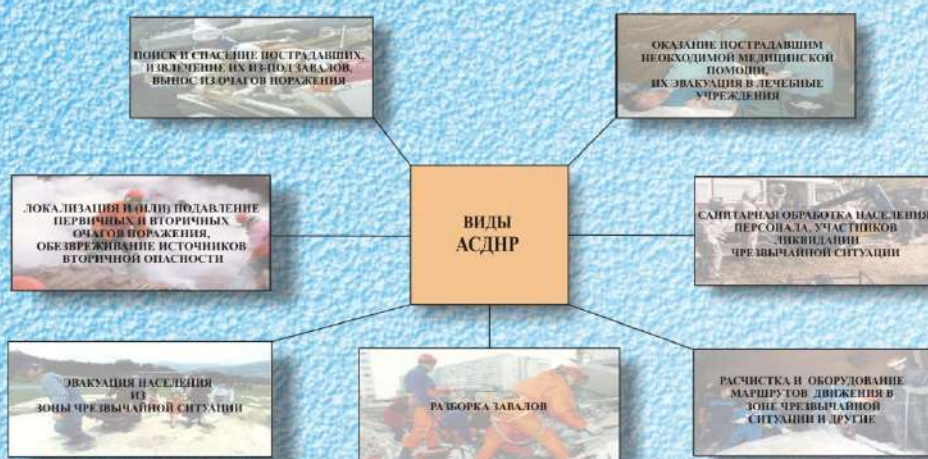 ПОИСК И СПАСЕНИЕ ПОСТРАДАВШИХ,
ИЗВЛЕЧЕНИЕ ИХ ИЗ-ПОД ЗАВАЛОВ,
ВЫНОС ИЗ ОЧАГОВ ПОРАЖЕНИЯ
ОКАЗАНИЕ ПОСТРАДАВШИМ
НЕОБХОДИМОЙ МЕДИЦИНСКОЙ
ПОМОЩИ,
ИХ ЭВАКУАЦИЯ В ЛЕЧЕБНЫЕ
УЧРЕЖДЕНИЯ
ЛОКАЛИЗАЦИЯ И (ИЛИ) ПОДАВЛЕНИЕ
ПЕРВИЧНЫХ И ВТОРИЧНЫХ
ОЧАГОВ ПОРАЖЕНИЯ,
ОБЕЗВРЕЖИВАНИЕ ИСТОЧНИКОВ
ВТОРИЧНОЙ ОПАСНОСТИ
ВИДЫ
АСДНР
САНИТАРНАЯ ОБРАБОТКА НАСЕЛЕНИЯ,
ПЕРСОНАЛА, УЧАСТНИКОВ
ЛИКВИДАЦИИ
ЧРЕЗВЫЧАЙНОЙ СИТУАЦИИ
ЭВАКУАЦИЯ НАСЕЛЕНИЯ
ИЗ
ЗОНЫ ЧРЕЗВЫЧАЙНОЙ СИТУАЦИИ
РАЗБОРКА ЗАВАЛОВ
РАСЧИСТКА И ОБОРУДОВАНИЕ
МАРШРУТОВ ДВИЖЕНИЯ В
ЗОНЕ ЧРЕЗВЫЧАЙНОЙ
СИТУАЦИИ И ДРУГИЕ